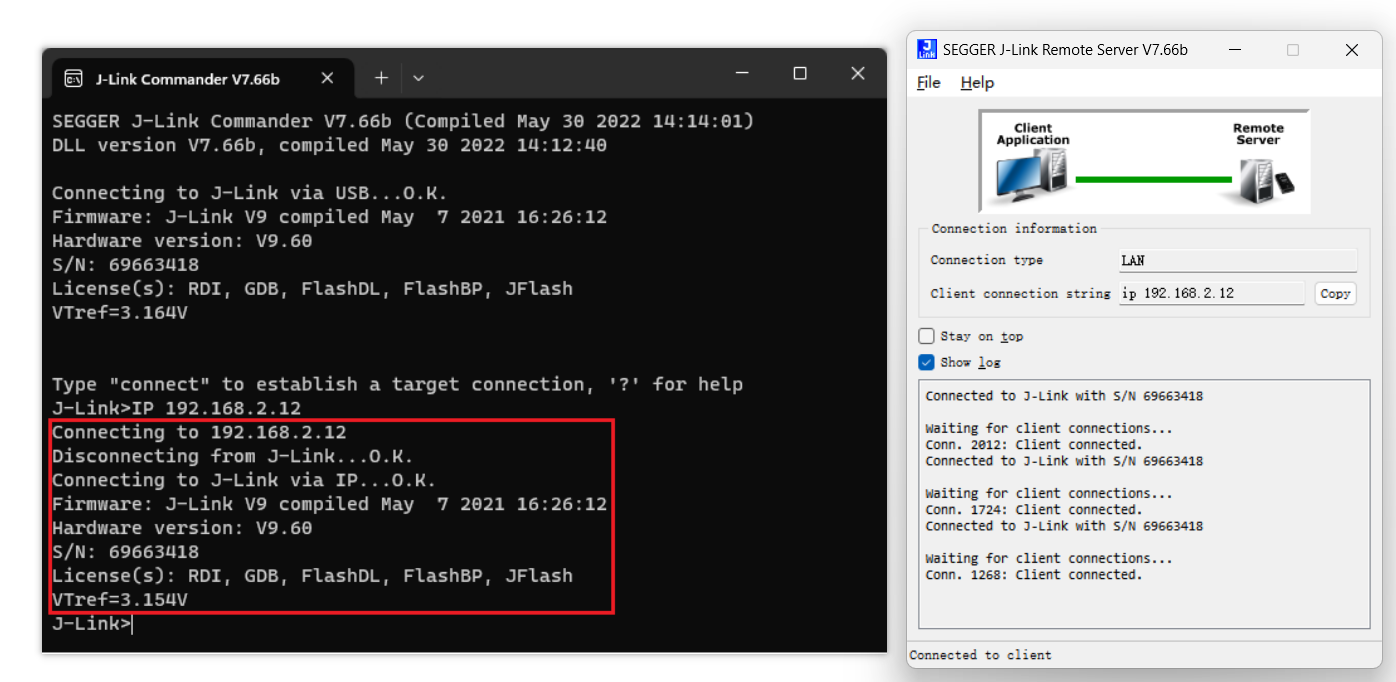 J-Link Commander V7.66b
SEGGER J-Link Commander V7.66b (Compiled May 30 2022 14:14:01)
DLL version V7.66b, compiled May 30 2022 14:12:40
Connecting to J-Link via USB...O.K.
Firmware: J-Link V9 compiled May  7 2021 16:26:12
Hardware version: V9.60
S/N: 69663418
License(s): RDI, GDB, FlashDL, FlashBP, JFlash
VTref=3.164V
Type "connect" to establish a target connection, '?' for help
J-Link>IP 192.168.2.12
Connecting to 192.168.2.12
Disconnecting from J-Link...O.K.
Connecting to J-Link via IP...O.K.
Firmware: J-Link V9 compiled May  7 2021 16:26:12
Hardware version: V9.60
S/N: 69663418
License(s): RDI, GDB, FlashDL, FlashBP, JFlash
VTref=3.154V
J-Link>
SEGGER J-Link Remote Server V7.66b
File Help
Client
Application
Remote
Server
Connection information
Connection type LAN
Client connection string ip 192.168.2.12 Copy
Stay on top
Show log
Connected to J-Link with S/N 69663418
Waiting for client connections...
Conn. 2012: Client connected.
Connected to J-Link with S/N 69663418
Waiting for client connections...
Conn. 1724: Client connected.
Connected to J-Link with S/N 69663418
Waiting for client connections...
Conn. 1268: Client connected.
Connected to client